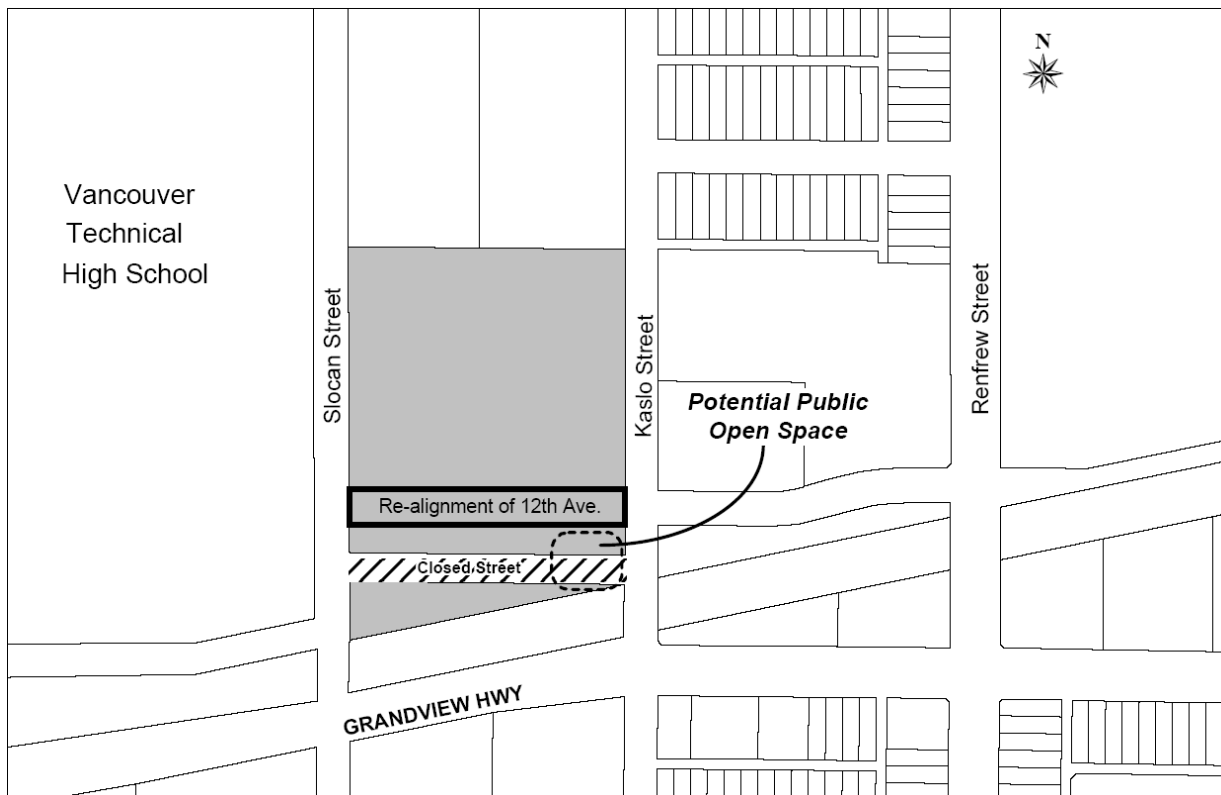 N
Vancouver
Technical
High School
Slocan Street
Kaslo Street
Renfrew Street
Potential Public
Open Space
Re-alignment of 12th Ave.
Closed Street
GRANDVIEW HWY